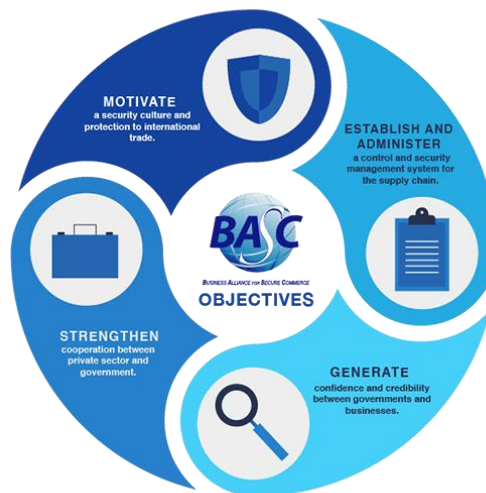 MOTIVATE
a security culture and
protection to international
trade.
ESTABLISH AND
ADMINISTER
a control and security
management system for
the supply chain.
BASC
BUSINESS ALLIANCE FOR SECURE COMMERCE
OBJECTIVES
STRENGTHEN
cooperation between
private sector and
government.
GENERATE
confidence and credibility
between governments and
businesses.